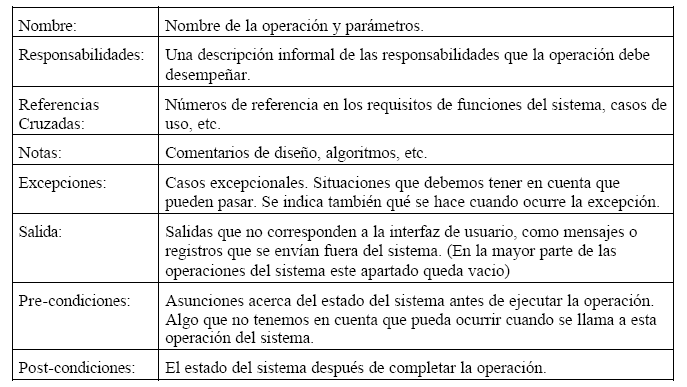 Nombre: Nombre de la operación y parámetros.
Responsabilidades: Una descripción informal de las responsabilidades que la operación debe
desempeñar.
Referencias Números de referencia en los requisitos de funciones del sistema, casos de
Cruzadas: uso, etc.
Notas: Comentarios de diseño, algoritmos, etc.
Excepciones: Casos excepcionales. Situaciones que debemos tener en cuenta que
pueden pasar. Se indica también qué se hace cuando ocurre la excepción.
Salida: Salidas que no corresponden a la interfaz de usuario, como mensajes o
registros que se envían fuera del sistema. (En la mayor parte de las
operaciones del sistema este apartado queda vacio)
Pre-condiciones: Asunciones acerca del estado del sistema antes de ejecutar la operación.
Algo que no tenemos en cuenta que pueda ocurrir cuando se llama a esta
operación del sistema.
Post-condiciones: El estado del sistema después de completar la operación.